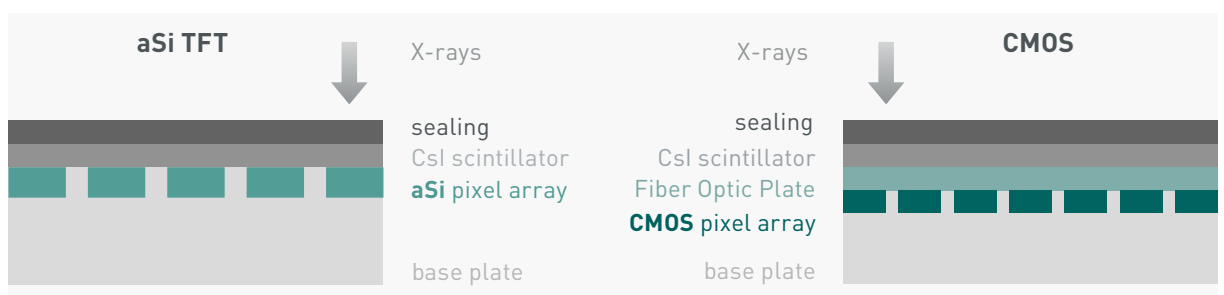 aSi TFT
X-rays
X-rays
CMOS
sealing
CsI scintillator
aSi pixel array
base plate
sealing
CsI scintillator
Fiber Optic Plate
CMOS pixel array
base plate